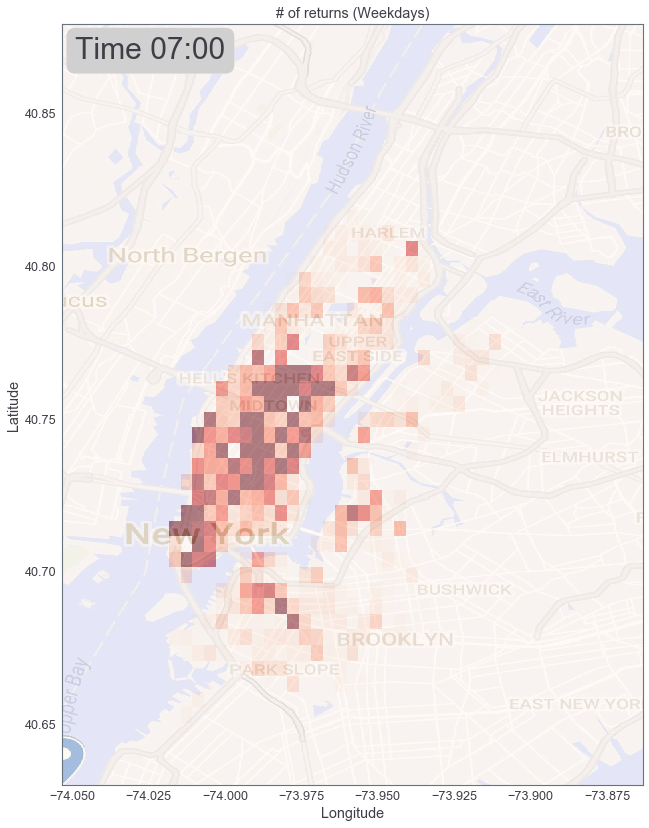 # of returns (Weekdays)
Time 07:00
40.85
BRO
Hudson River
HARLEM
North Bergen
40.80
East River
UCUS
MANHATTAN
UPPER
EAST SIDE
HELL'S KITCHEN
MIDTOWN
JACKSON
HEIGHTS
Latitude
40.75
ELMHURST
New York
40.70
BUSHWICK
BROOKLYN
PARK SLOPE
Upper Bay
EAST NEW YOR
40.65
−74.050
−74.025
−74.000
−73.975
−73.950
−73.925
−73.900
−73.875
Longitude